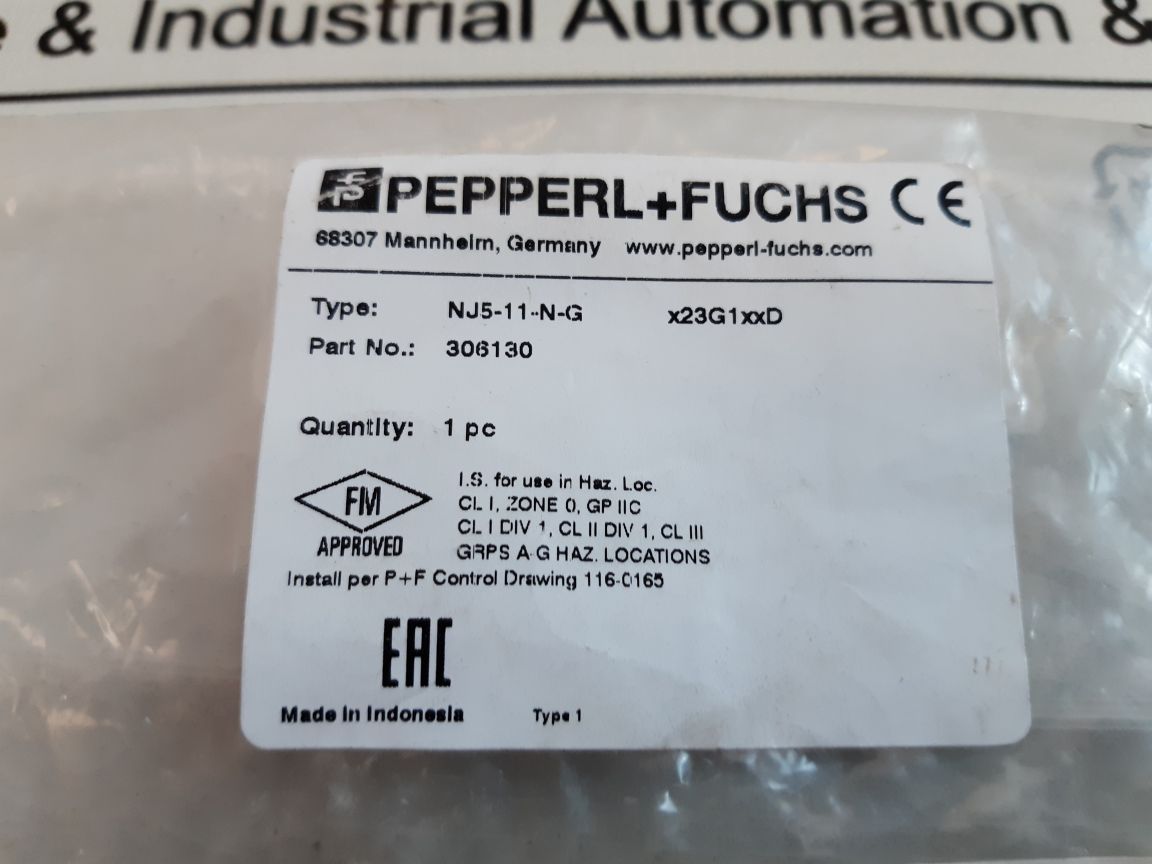 & Industrial Automation &
PEPPERL+FUCHS CE
68307 Mannheim, Germany www.pepperl-fuchs.com
Type: NJ5-11-N-G x23G1xxD
Part No.: 306130
Quantity: 1 pc
I.S. for use in Haz. Loc.
FM CL I, ZONE 0, GP IIC
CL I DIV 1, CL II DIV 1, CL III
APPROVED GRPS A-G HAZ. LOCATIONS
Install per P+F Control Drawing 116-0165
EAC
Made in Indonesia Type 1